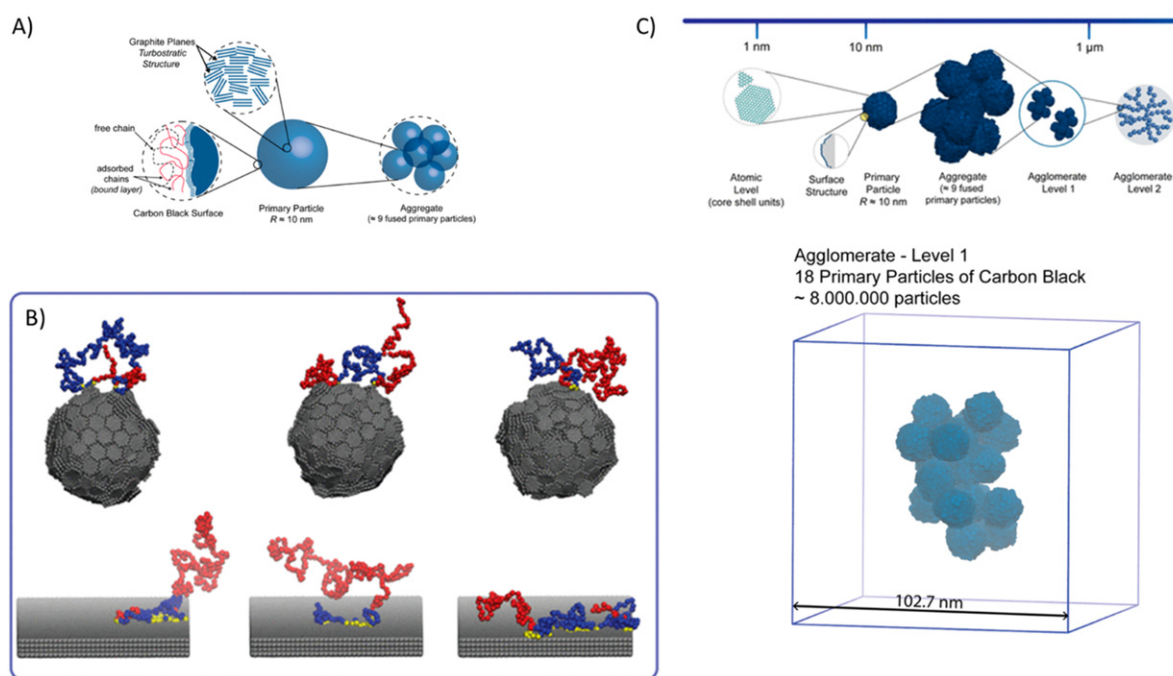 A)
Graphite Planes
Turbostratic
Structure
free chain
adsorbed
chains
(bound layer)
Carbon Black Surface
Primary Particle
R ≈ 10 nm
Aggregate
(≈ 9 fused primary particles)
B)
C)
1 nm
10 nm
1 μm
Atomic
Level
(core shell units)
Surface
Structure
Primary
Particle
R ≈ 10 nm
Aggregate
(≈ 9 fused
primary particles)
Agglomerate
Level 1
Agglomerate
Level 2
Agglomerate - Level 1
18 Primary Particles of Carbon Black
~ 8.000.000 particles
102.7 nm